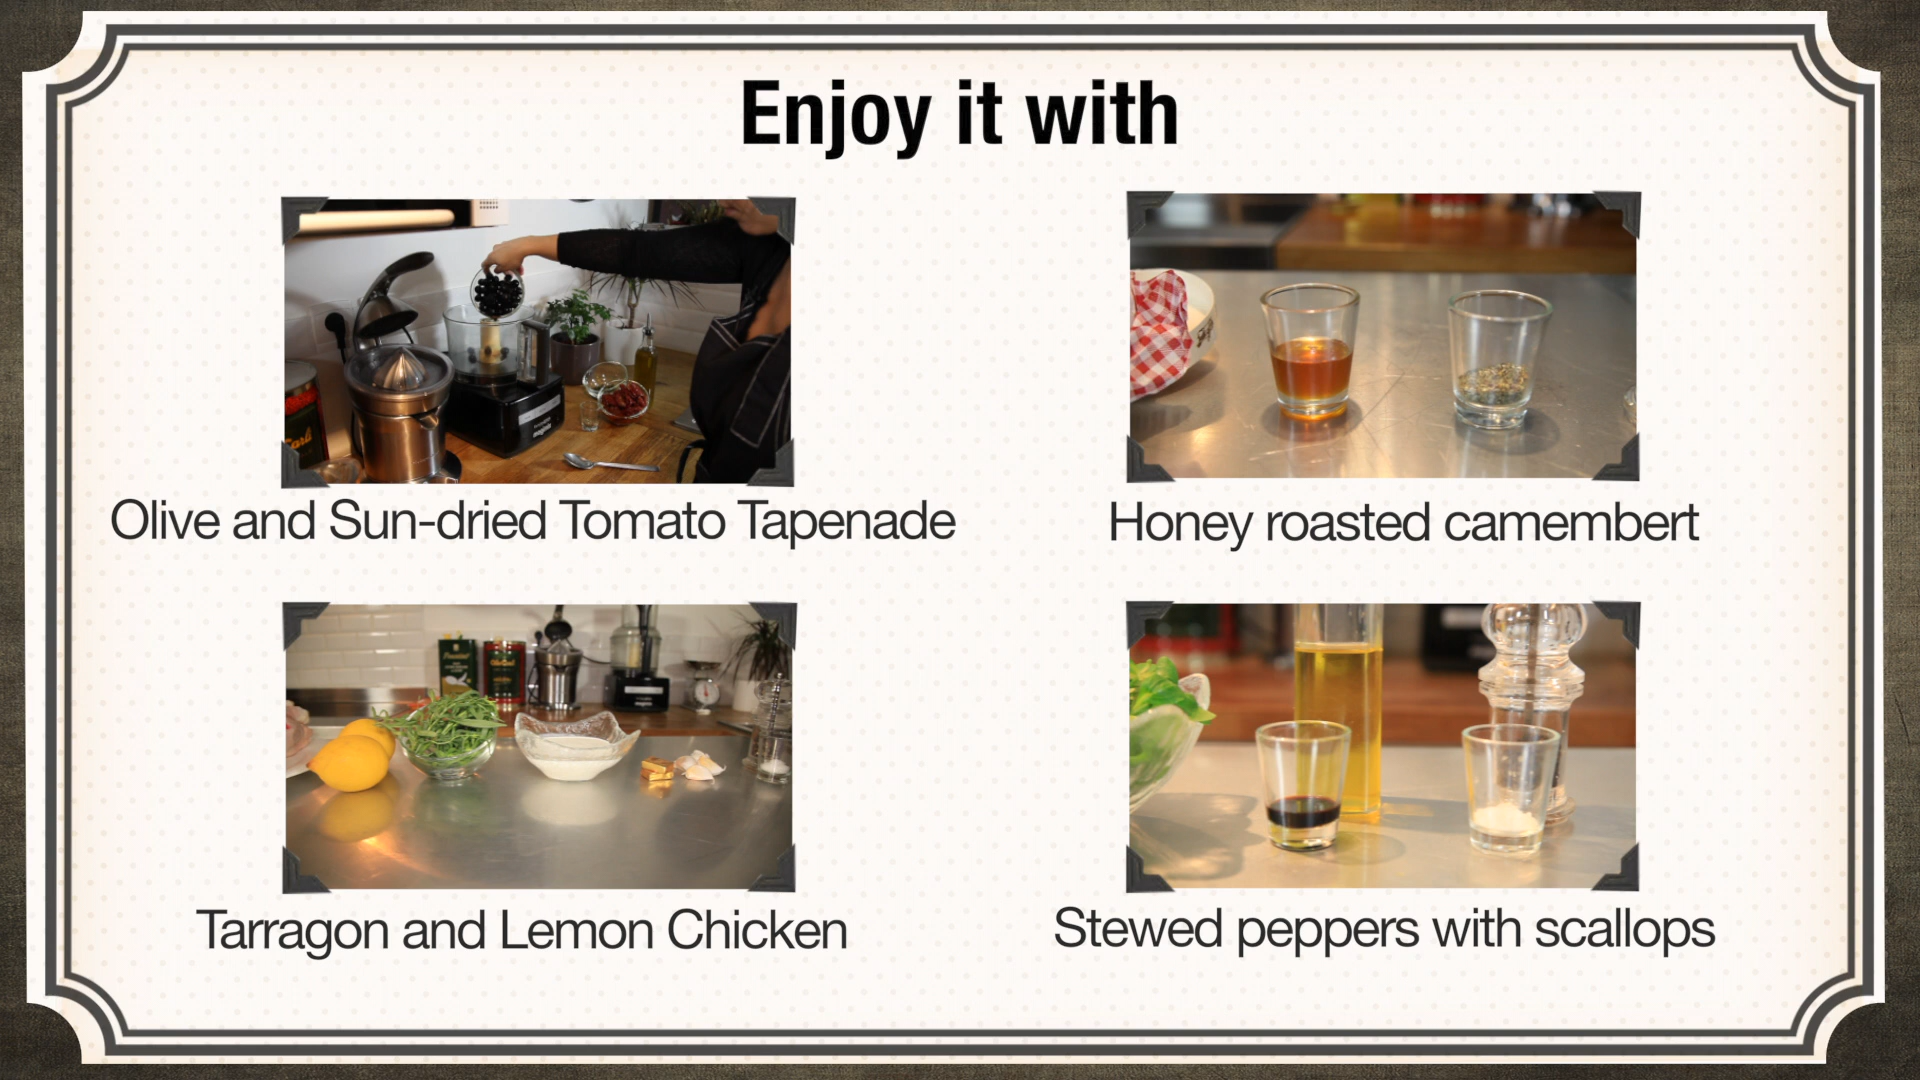 Enjoy it with
Olive and Sun-dried Tomato Tapenade
Honey roasted camembert
Tarragon and Lemon Chicken
Stewed peppers with scallops